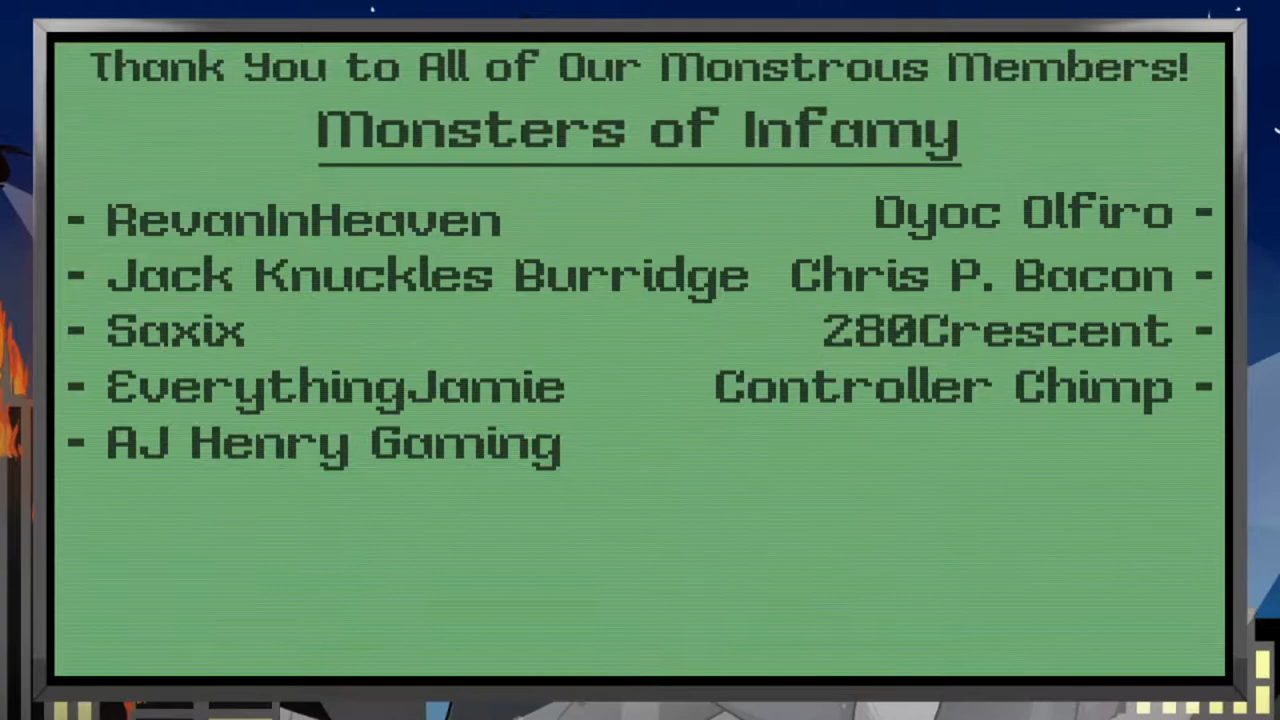 Thank You to All of Our Monstrous Members!
Monsters of Infamy
- RevanInHeaven
- Jack Knuckles Burridge
- Saxix
- EverythingJamie
- AJ Henry Gaming
Dyoc Olfiro -
Chris P. Bacon -
280Crescent -
Controller Chimp -